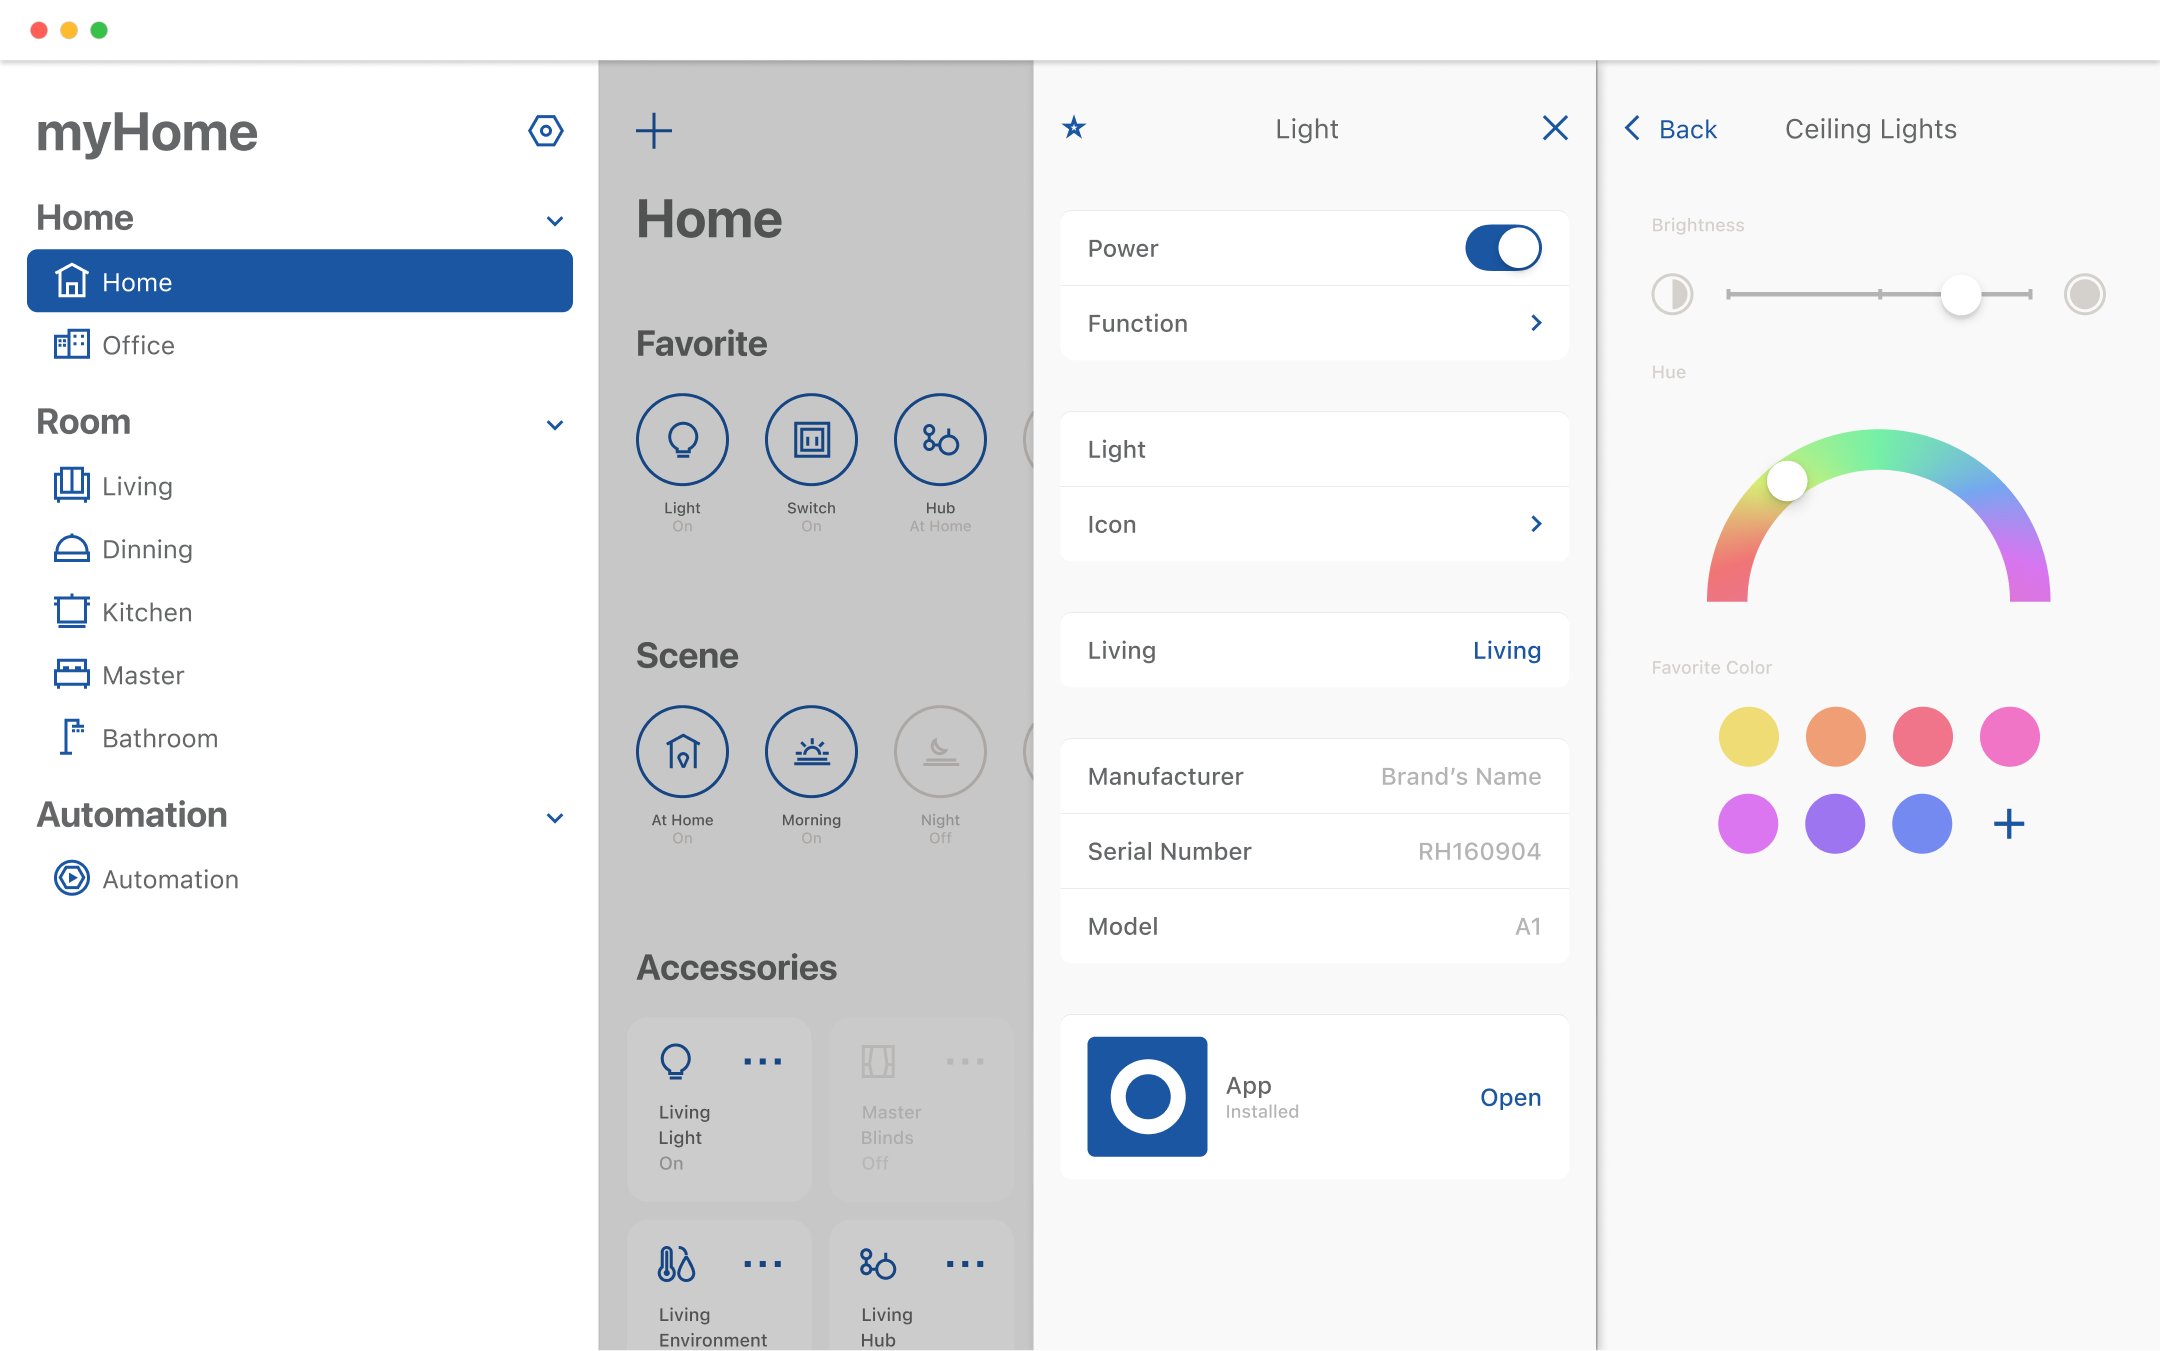 myHome
Home
Home
Office
Room
Living
Dinning
Kitchen
Master
Bathroom
Automation
Automation
Home
Favorite
Light
On
Switch
On
Hub
At Home
Scene
At Home
On
Morning
On
Night
Off
Accessories
Living
Light
On
Master
Blinds
Off
Living
Environment
Living
Hub
Light
Power
Function
Light
Icon
Living Living
Manufacturer Brand’s Name
Serial Number RH160904
Model A1
App
Installed
Open
Back Ceiling Lights
Brightness
Hue
Favorite Color